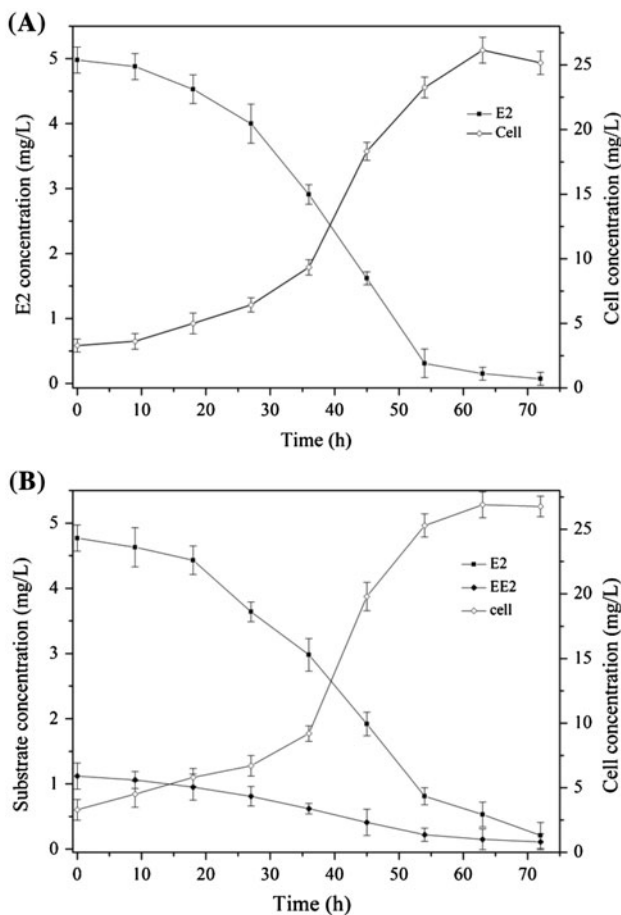 (A)
E2 concentration (mg/L)
5
4
3
2
1
0
E2
Cell
25
20
15
10
5
0
Cell concentration (mg/L)
0 10 20 30 40 50 60 70
Time (h)
(B)
Substrate concentration (mg/L)
5
4
3
2
1
0
E2
EE2
cell
25
20
15
10
5
0
Cell concentration (mg/L)
0 10 20 30 40 50 60 70
Time (h)